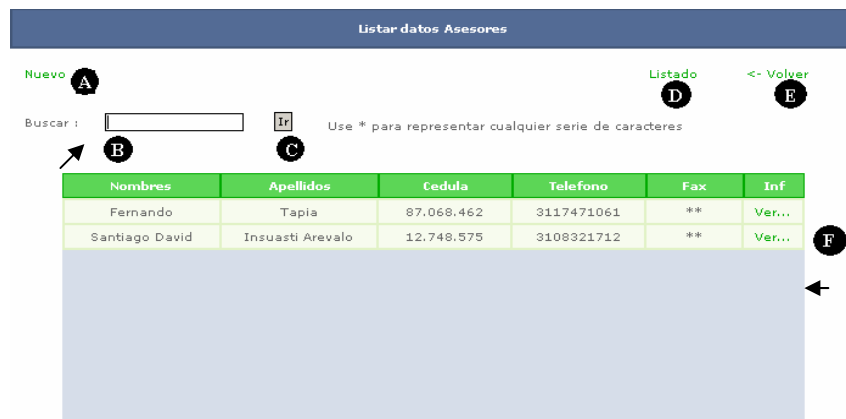 Listar datos Asesores
Nuevo A Listado D <- Volver E
Buscar : B Ir C Use * para representar cualquier serie de caracteres
Nombres Apellidos Cedula Telefono Fax Inf
Fernando Tapia 87.068.462 3117471061 ** Ver...
Santiago David Insuasti Arevalo 12.748.575 3108321712 ** Ver... F